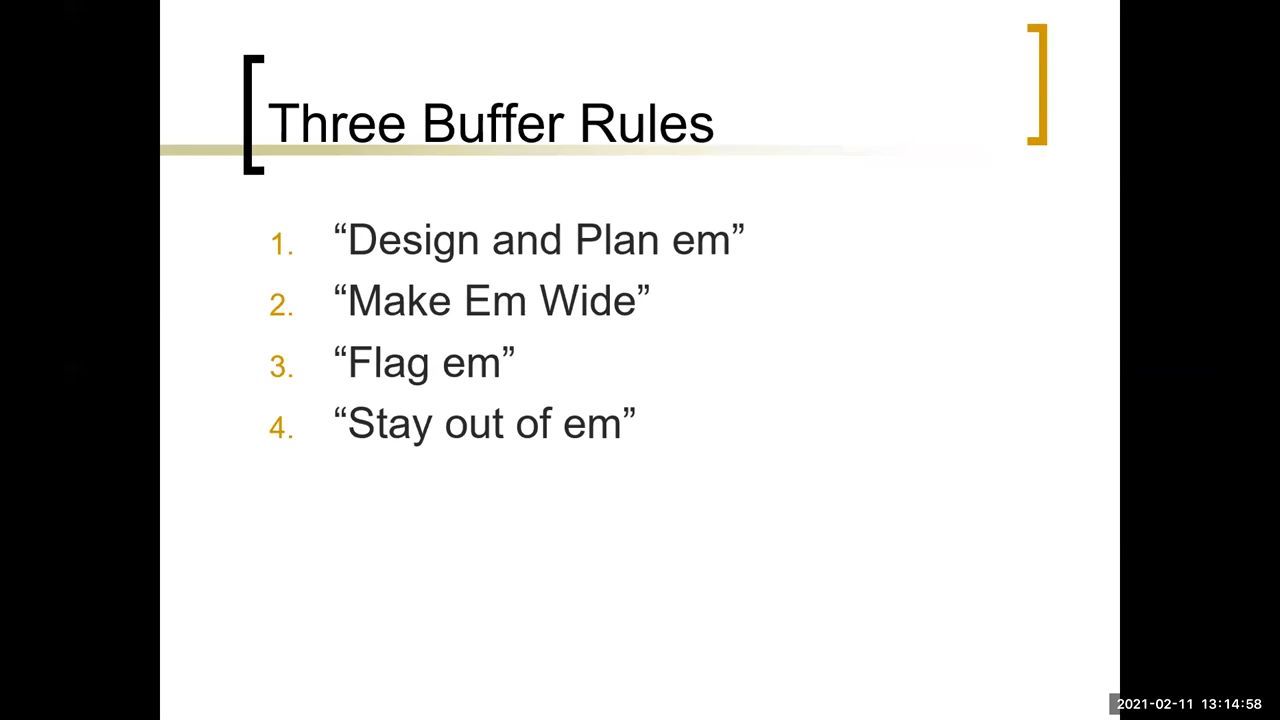 Three Buffer Rules
1. “Design and Plan em”
2. “Make Em Wide”
3. “Flag em”
4. “Stay out of em”
2021-02-11 13:14:58